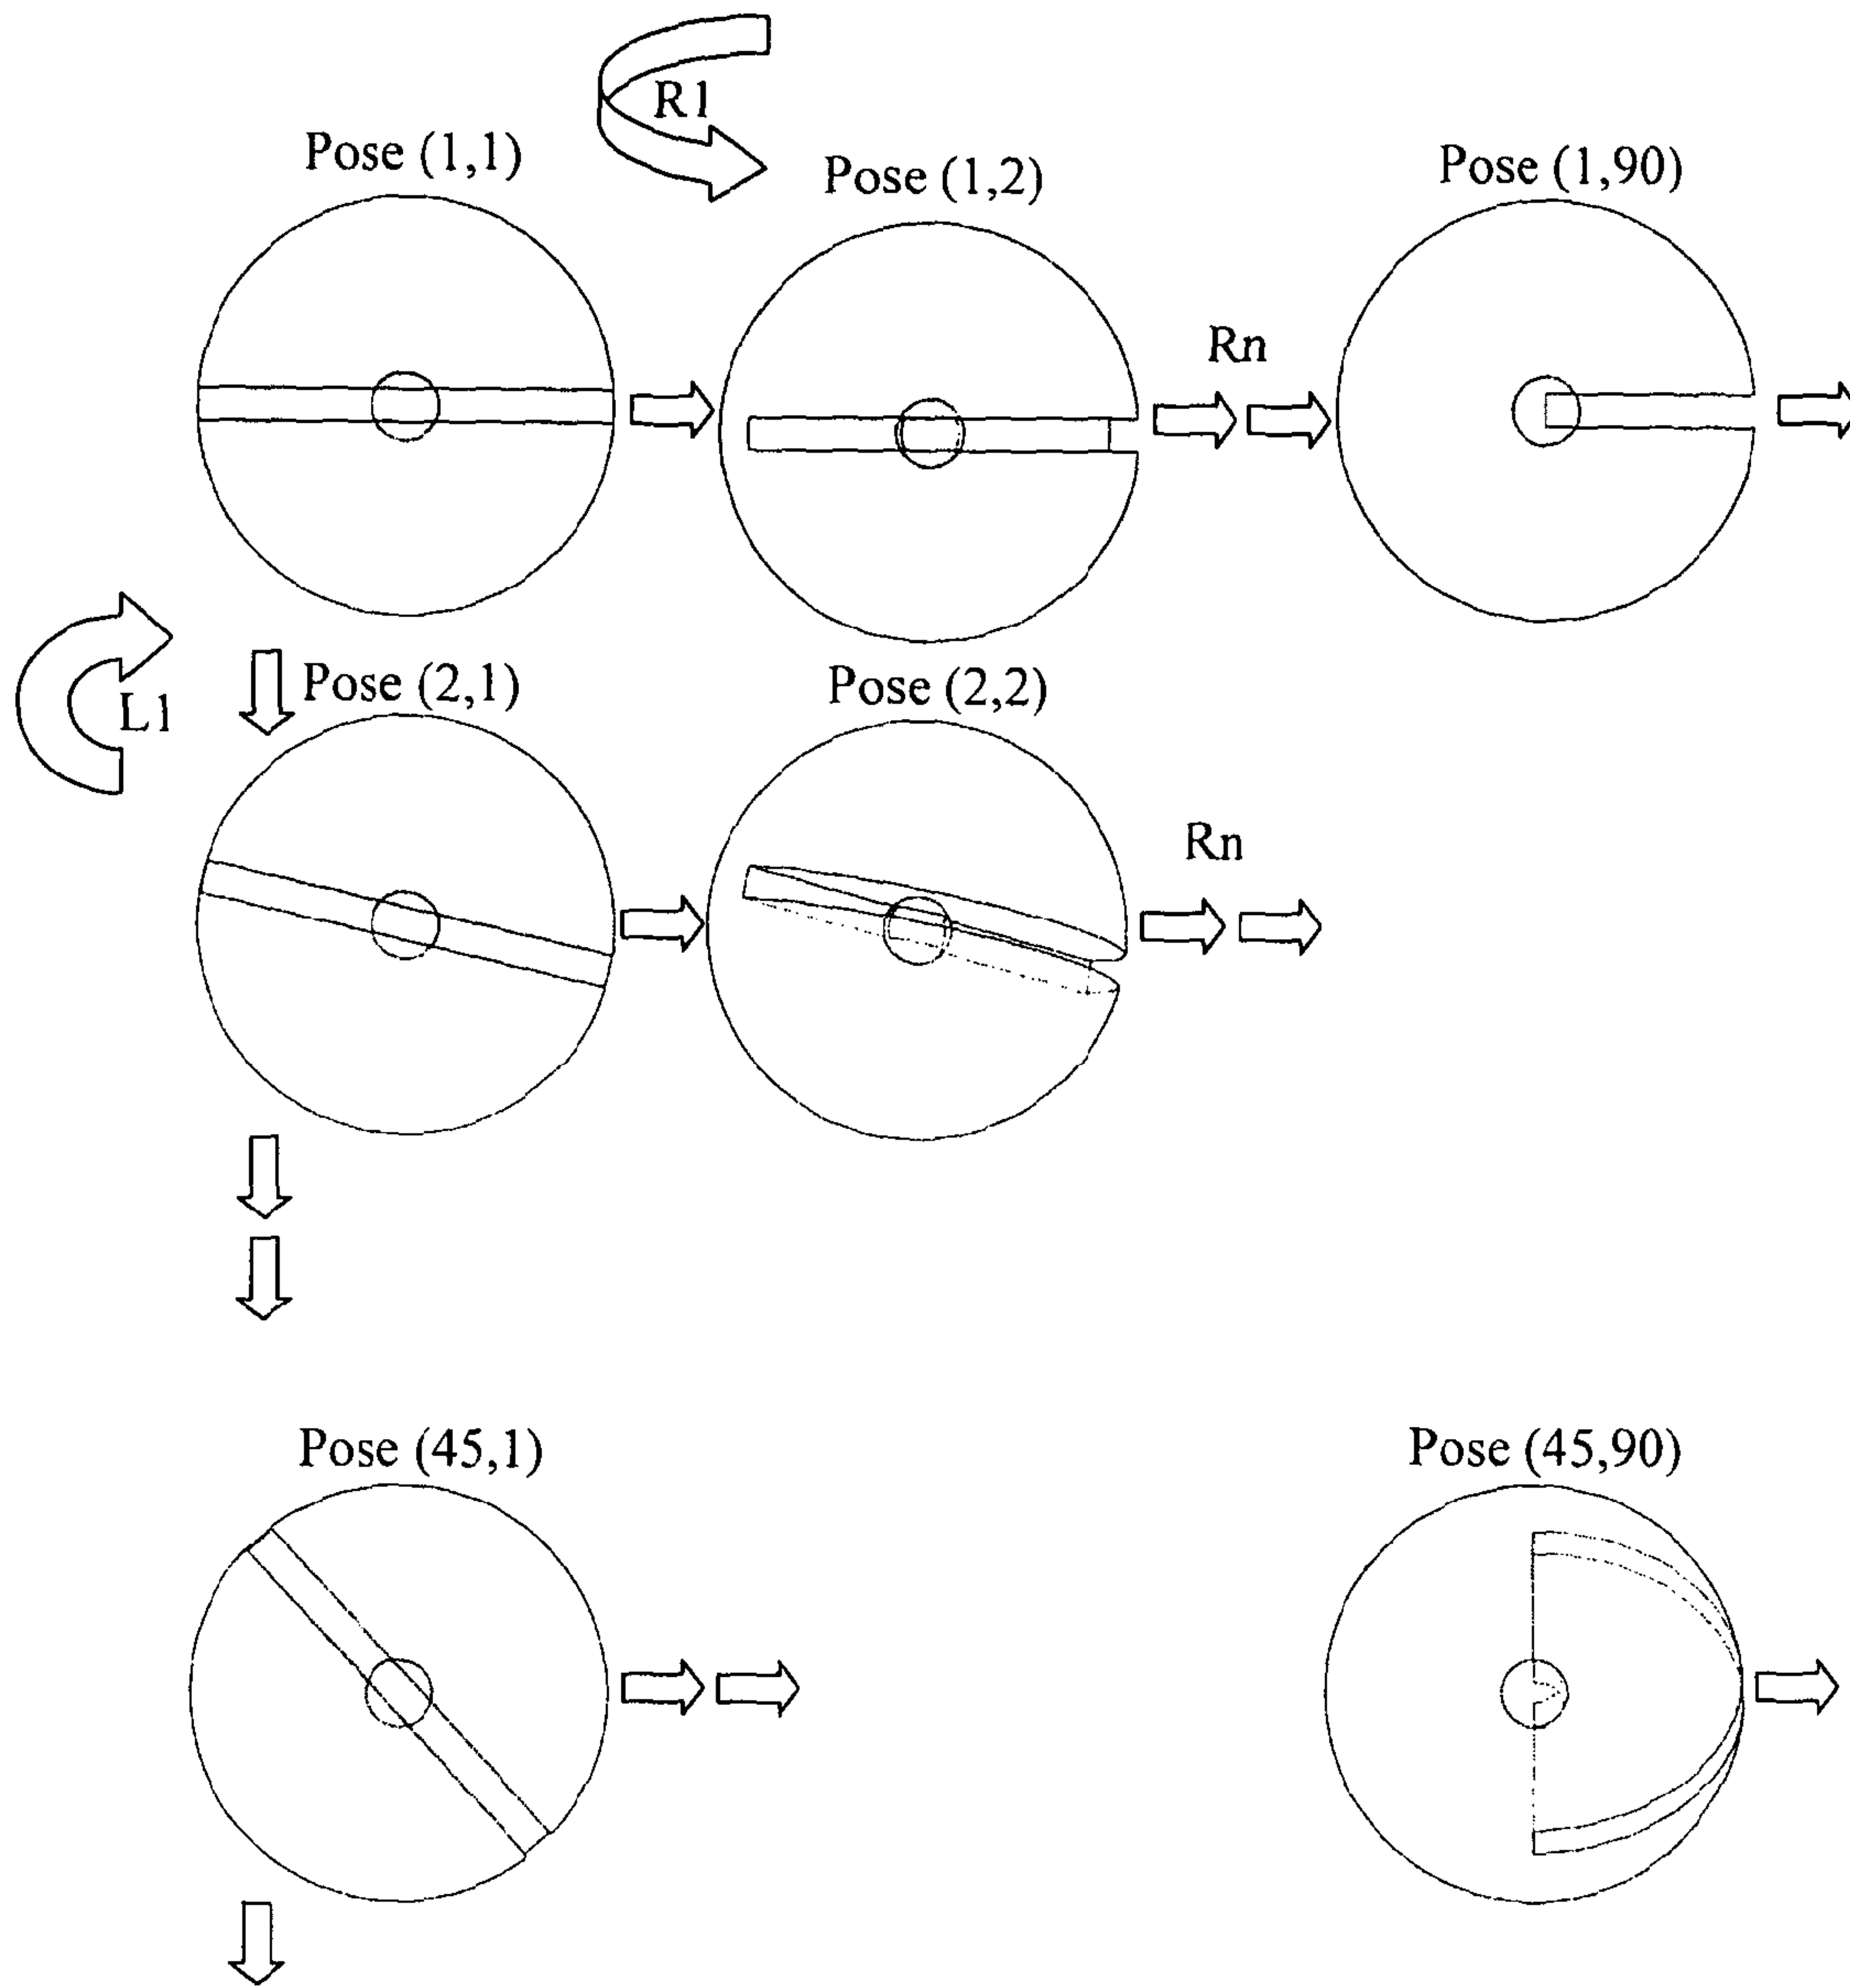 R1
Pose (1,1)
Pose (1,2)
Pose (1,90)
Rn
L1
Pose (2,1)
Pose (2,2)
Rn
Pose (45,1)
Pose (45,90)